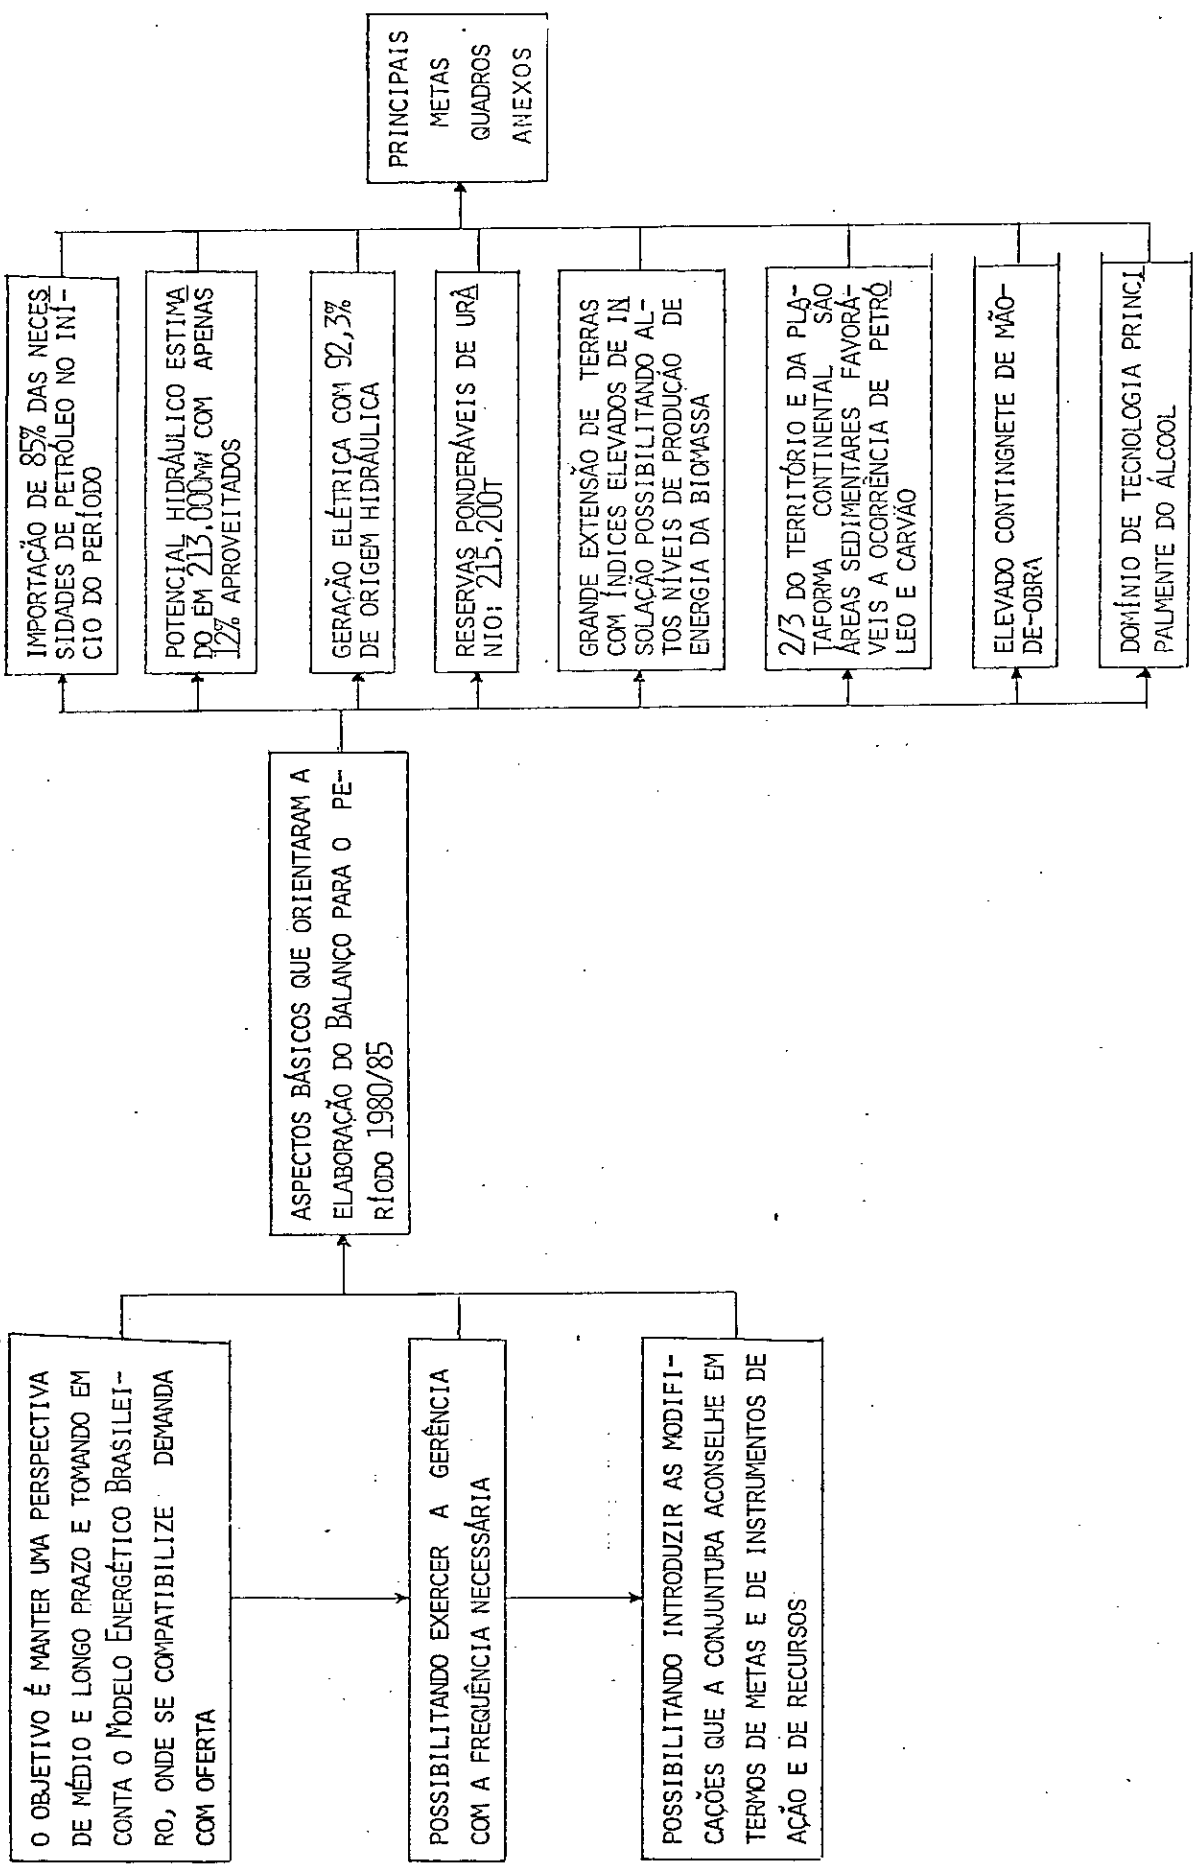 O OBJETIVO É MANTER UMA PERSPECTIVA
DE MÉDIO E LONGO PRAZO E TOMANDO EM
CONTA O MODELO ENERGÉTICO BRASILEI-
RO, ONDE SE COMPATIBILIZE DEMANDA
COM OFERTA
POSSIBILITANDO EXERCER A GERÊNCIA
COM A FREQUÊNCIA NECESSÁRIA
POSSIBILITANDO INTRODUZIR AS MODIFI-
CAÇÕES QUE A CONJUNTURA ACONSELHE EM
TERMOS DE METAS E DE INSTRUMENTOS DE
AÇÃO E DE RECURSOS
ASPECTOS BÁSICOS QUE ORIENTARAM A
ELABORAÇÃO DO BALANÇO PARA O PE-
RÍODO 1980/85
IMPORTAÇÃO DE 85% DAS NECES
SIDADES DE PETRÓLEO NO INÍ-
CIO DO PERÍODO
POTENCIAL HIDRÁULICO ESTIMA
DO EM 213.000MW COM APENAS
12% APROVEITADOS
GERAÇÃO ELÉTRICA COM 92,3%
DE ORIGEM HIDRÁULICA
RESERVAS PONDERÁVEIS DE URÂ
NIO: 215.200T
GRANDE EXTENSÃO DE TERRAS
COM ÍNDICES ELEVADOS DE IN
SOLAÇÃO POSSIBILITANDO AL-
TOS NÍVEIS DE PRODUÇÃO DE
ENERGIA DA BIOMASSA
2/3 DO TERRITÓRIO E DA PLA-
TAFORMA CONTINENTAL SÃO
ÁREAS SEDIMENTARES FAVORÁ-
VEIS A OCORRÊNCIA DE PETRÓ
LEO E CARVÃO
ELEVADO CONTINGNETE DE MÃO-
DE-OBRA
DOMÍNIO DE TECNOLOGIA PRINCI
PALMENTE DO ÁLCOOL
PRINCIPAIS
METAS
QUADROS
ANEXOS